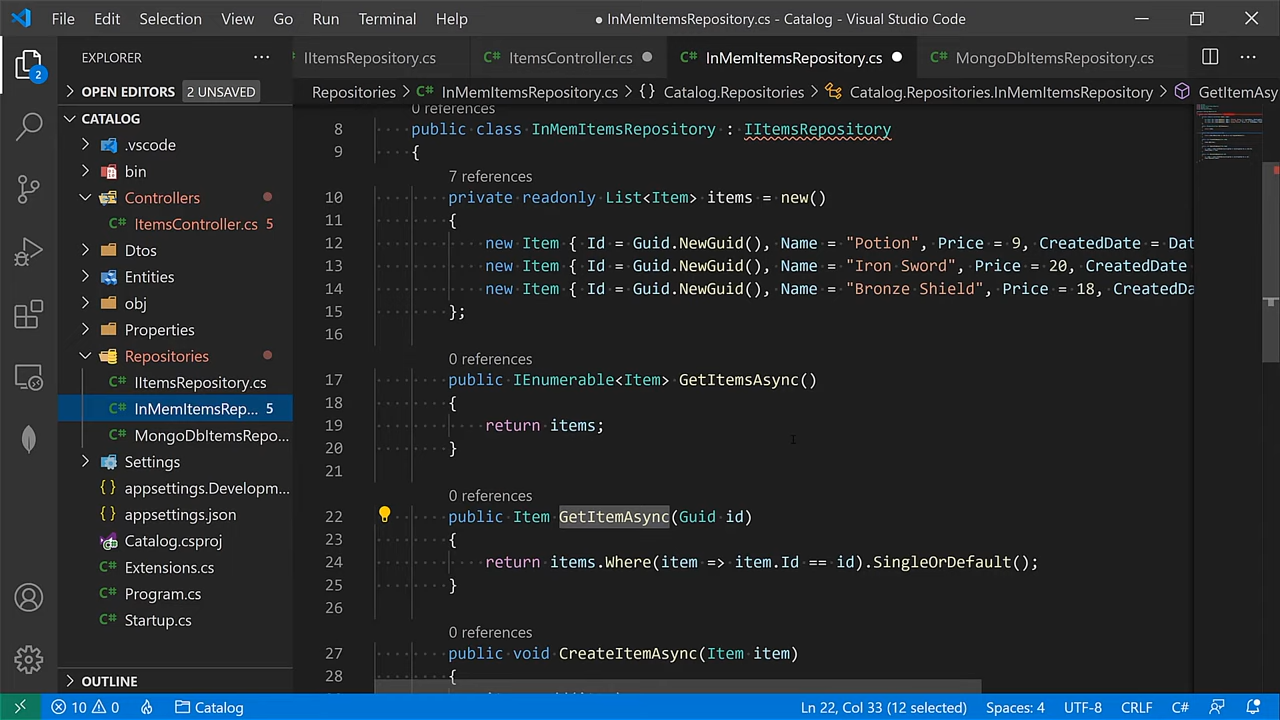 File Edit Selection View Go Run Terminal Help
● InMemItemsRepository.cs - Catalog - Visual Studio Code
EXPLORER
IItemsRepository.cs
C# ItemsController.cs
C# InMemItemsRepository.cs
C# MongoDbItemsRepository.cs
2
OPEN EDITORS 2 UNSAVED
Repositories > C# InMemItemsRepository.cs > {} Catalog.Repositories > Catalog.Repositories.InMemItemsRepository > GetItemAsy
CATALOG
.vscode
bin
Controllers
C# ItemsController.cs 5
Dtos
Entities
obj
Properties
Repositories
C# IItemsRepository.cs
C# InMemItemsRep... 5
C# MongoDbItemsRepo...
Settings
{} appsettings.Developm...
{} appsettings.json
Catalog.csproj
C# Extensions.cs
C# Program.cs
C# Startup.cs
OUTLINE
0 references
8 public class InMemItemsRepository : IItemsRepository
9 {
7 references
10 private readonly List<Item> items = new()
11 {
12 new Item { Id = Guid.NewGuid(), Name = "Potion", Price = 9, CreatedDate = Dat
13 new Item { Id = Guid.NewGuid(), Name = "Iron Sword", Price = 20, CreatedDate
14 new Item { Id = Guid.NewGuid(), Name = "Bronze Shield", Price = 18, CreatedDa
15 };
16
0 references
17 public IEnumerable<Item> GetItemsAsync()
18 {
19 return items;
20 }
21
0 references
22 public Item GetItemAsync(Guid id)
23 {
24 return items.Where(item => item.Id == id).SingleOrDefault();
25 }
26
0 references
27 public void CreateItemAsync(Item item)
28 {
10 0 Catalog Ln 22, Col 33 (12 selected) Spaces: 4 UTF-8 CRLF C#